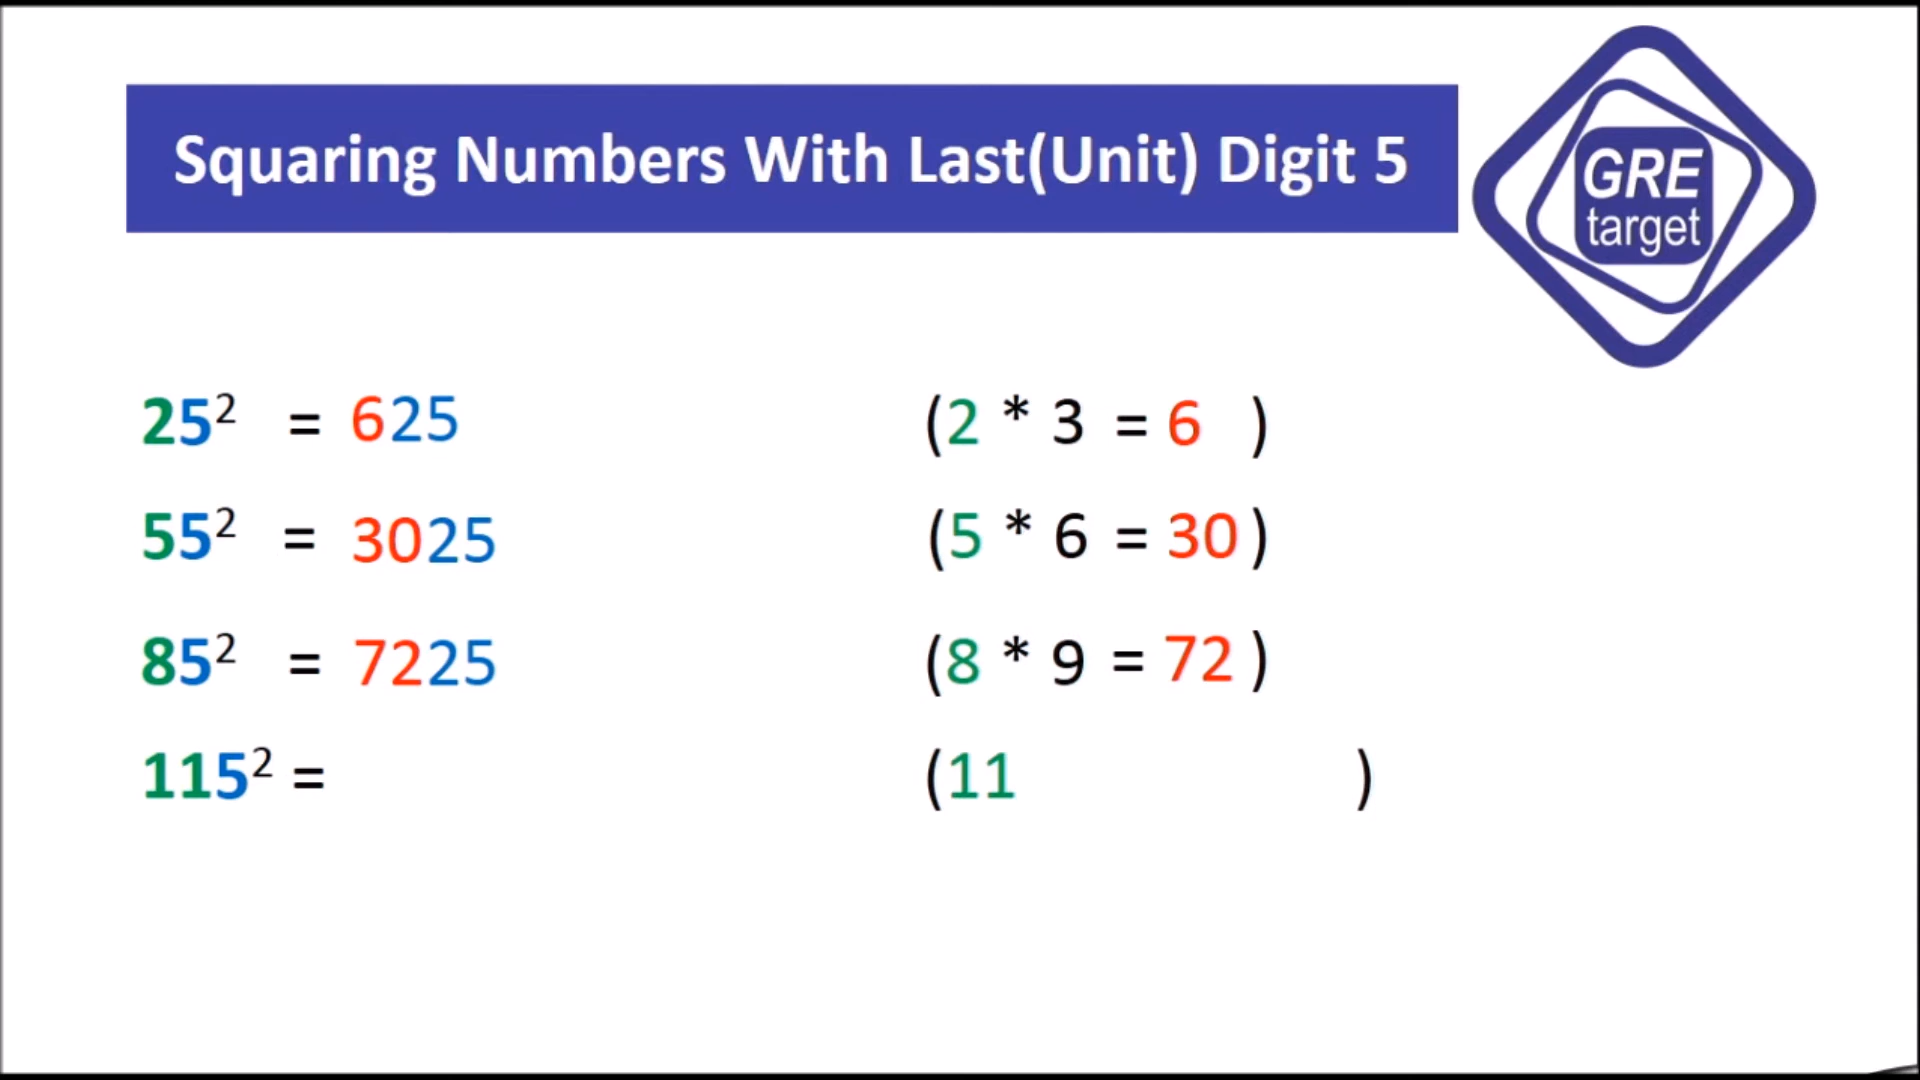 Squaring Numbers With Last(Unit) Digit 5
GRE
target
25² = 625 (2 * 3 = 6 )
55² = 3025 (5 * 6 = 30)
85² = 7225 (8 * 9 = 72 )
115² = (11 )